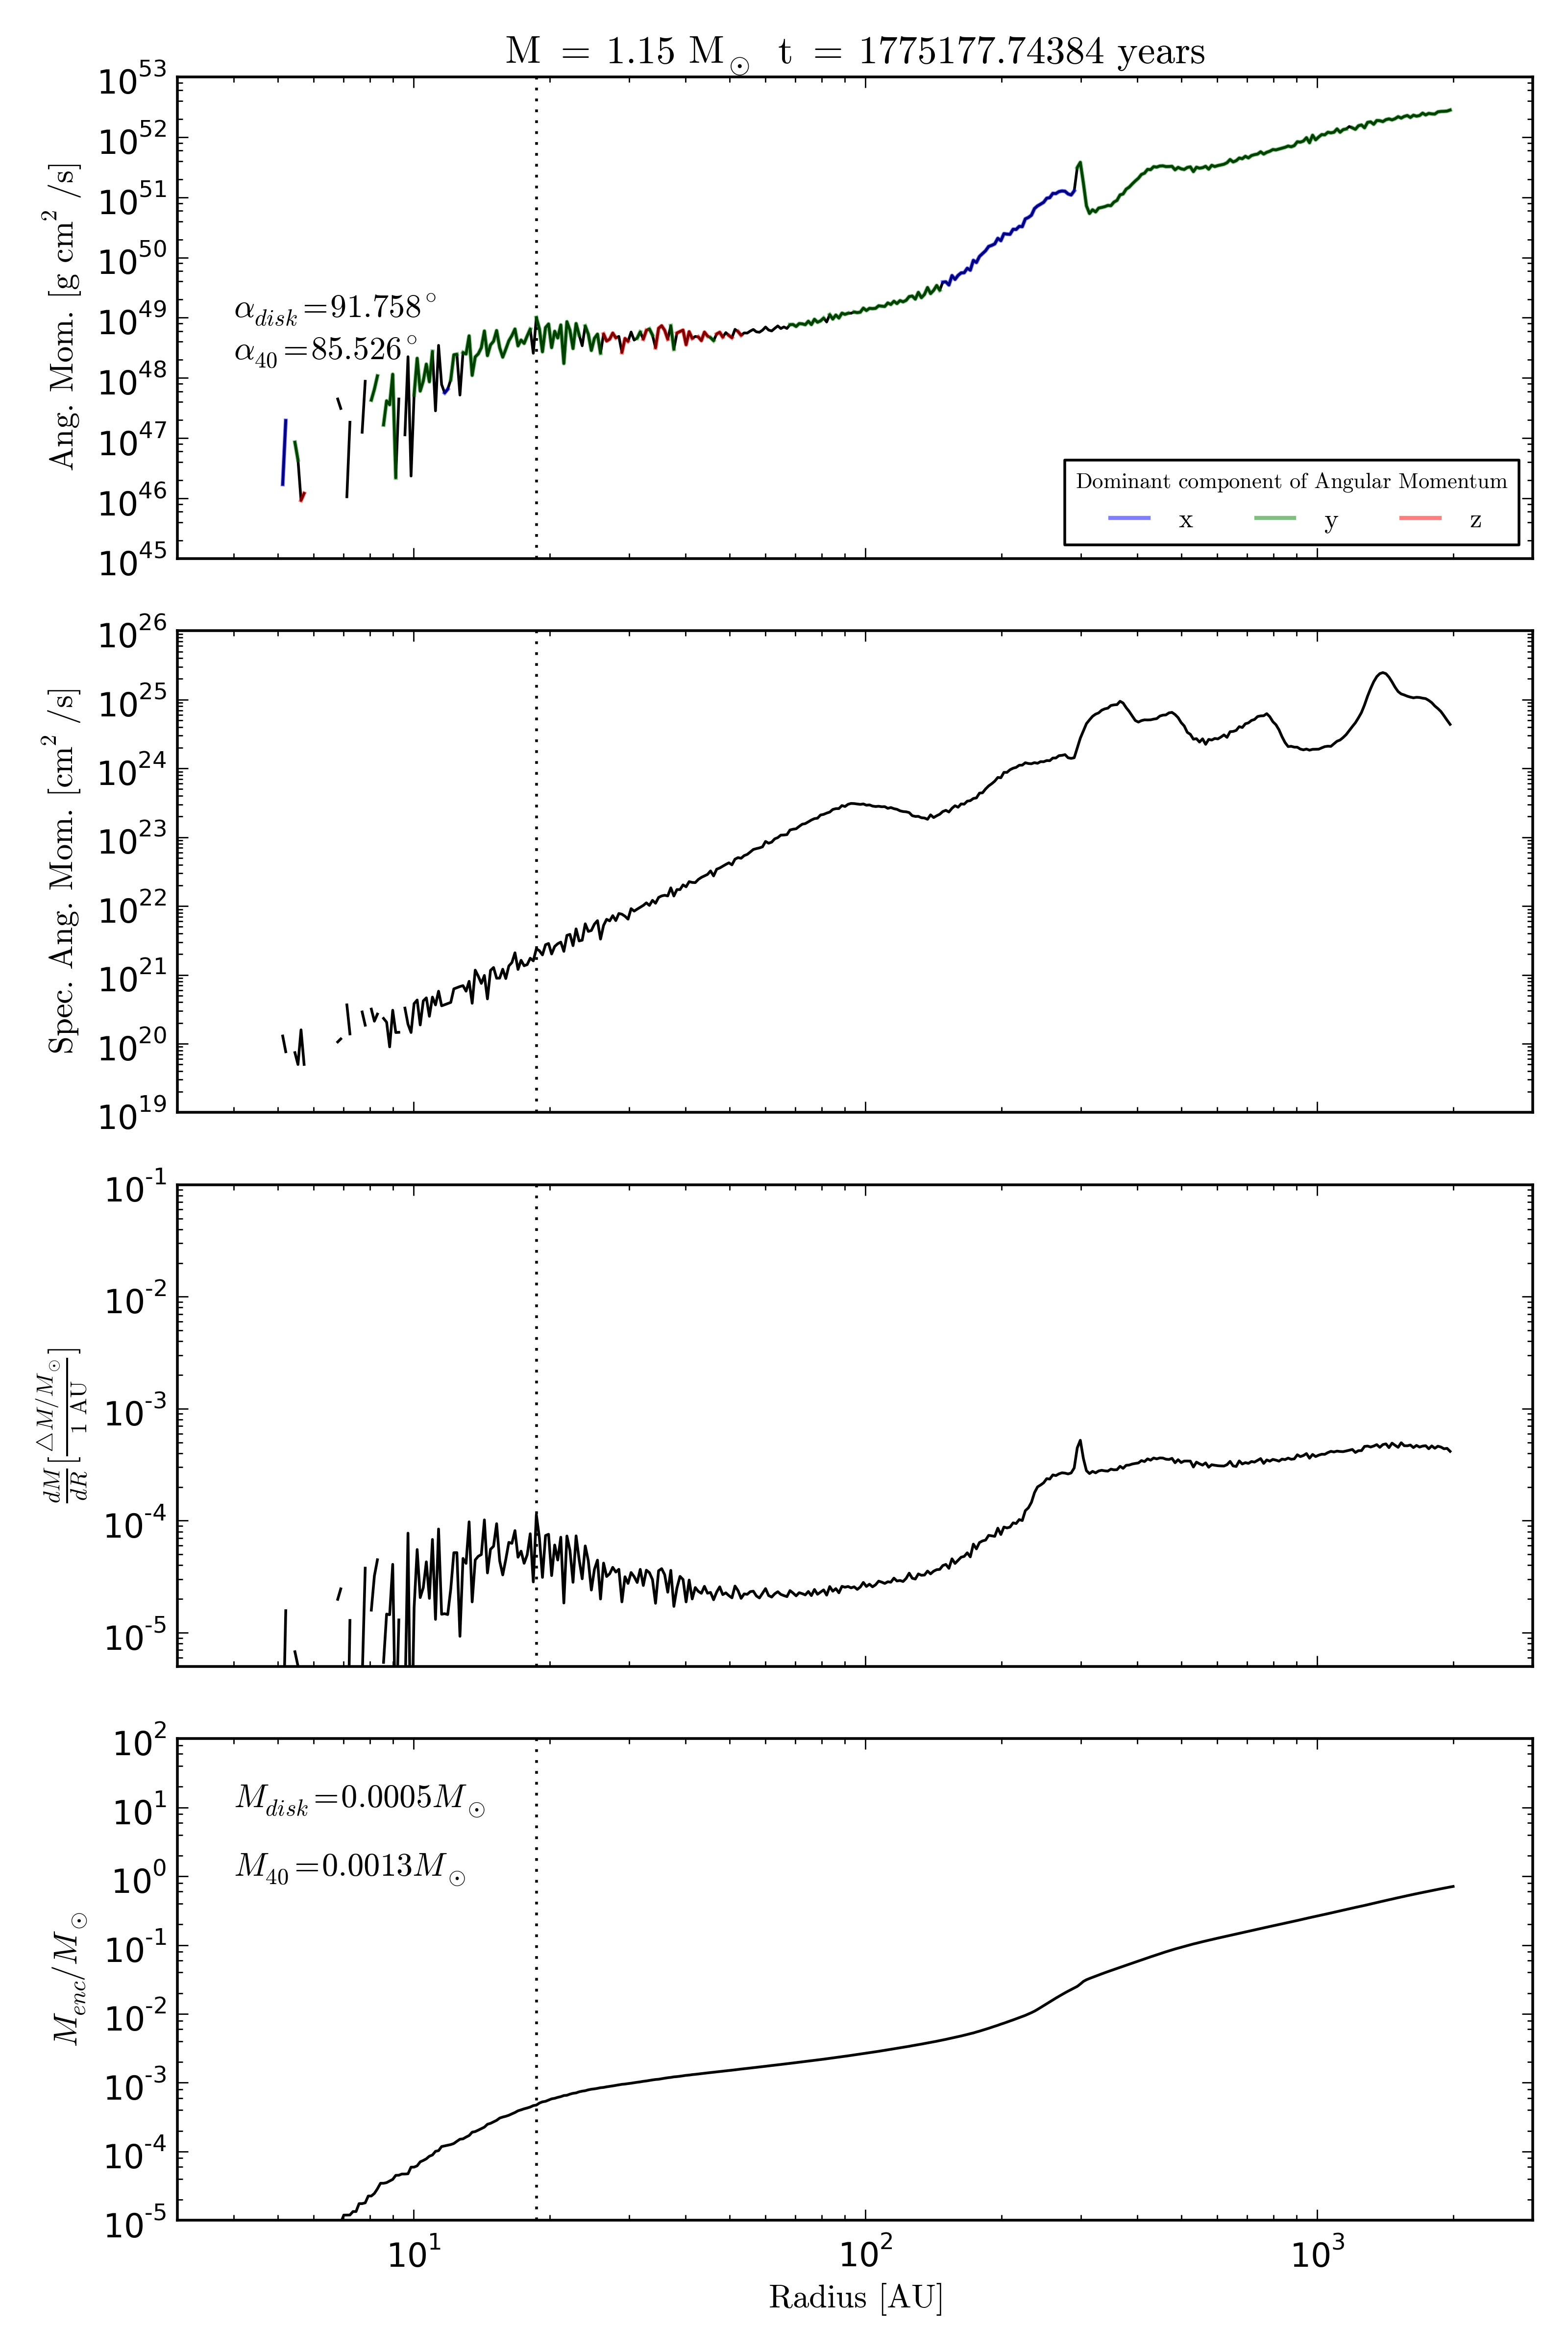 M = 1.15 M⊙ t = 1775177.74384 years
10^53
10^52
10^51
10^50
10^49
10^48
10^47
10^46
10^45
Ang. Mom. [g cm^2 /s]
α_disk=91.758°
α_40=85.526°
Dominant component of Angular Momentum
x y z
10^26
10^25
10^24
10^23
10^22
10^21
10^20
10^19
Spec. Ang. Mom. [cm^2 /s]
10^-1
10^-2
10^-3
10^-4
10^-5
dM/dR [△M/M⊙ / 1 AU]
10^2
10^1
10^0
10^-1
10^-2
10^-3
10^-4
10^-5
M_enc/M⊙
M_disk=0.0005M⊙
M_40=0.0013M⊙
10^1 10^2 10^3
Radius [AU]